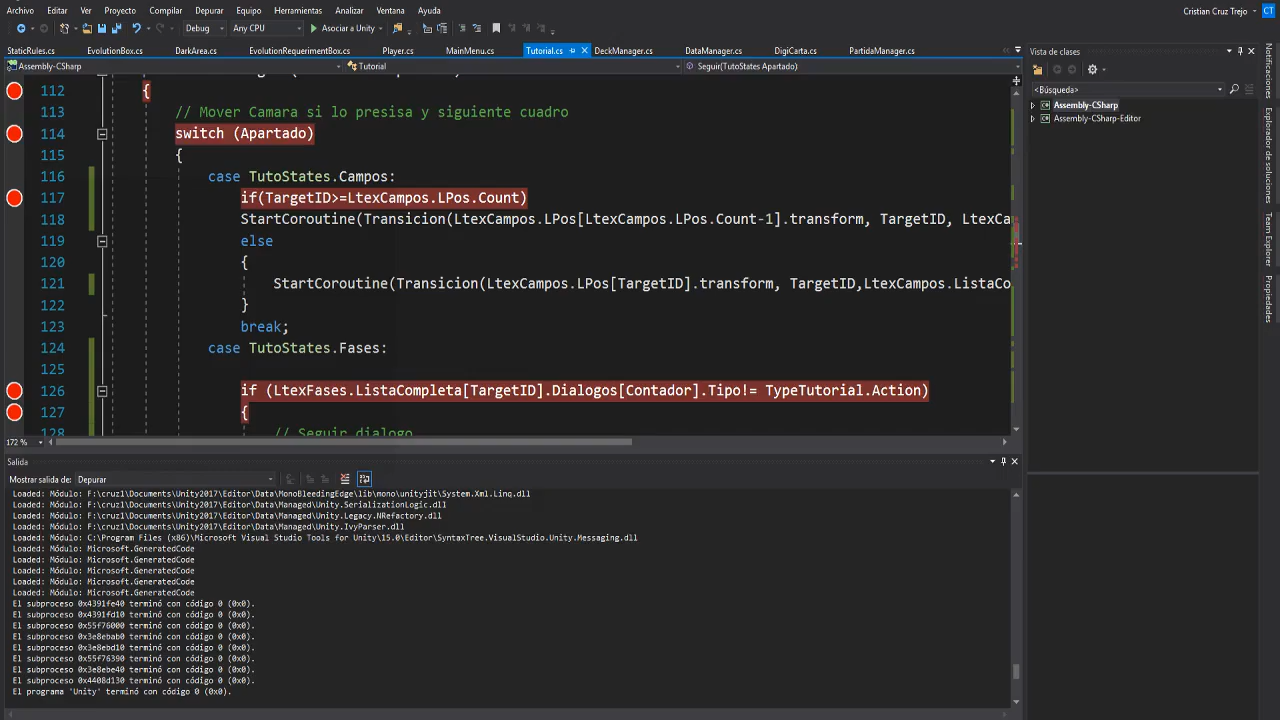 Archivo Editar Ver Proyecto Compilar Depurar Equipo Herramientas Analizar Ventana Ayuda
Cristian Cruz Trejo CT
Debug Any CPU Asociar a Unity
StaticRules.cs EvolutionBox.cs DarkArea.cs EvolutionRequerimentBox.cs Player.cs MainMenu.cs Tutorial.cs DeckManager.cs DataManager.cs DigiCarta.cs PartidaManager.cs
Assembly-CSharp Tutorial Seguir(TutoStates Apartado)
112 {
113 // Mover Camara si lo presisa y siguiente cuadro
114 switch (Apartado)
115 {
116 case TutoStates.Campos:
117 if(TargetID>=LtexCampos.LPos.Count)
118 StartCoroutine(Transicion(LtexCampos.LPos[LtexCampos.LPos.Count-1].transform, TargetID, LtexCa
119 else
120 {
121 StartCoroutine(Transicion(LtexCampos.LPos[TargetID].transform, TargetID,LtexCampos.ListaCo
122 }
123 break;
124 case TutoStates.Fases:
125
126 if (LtexFases.ListaCompleta[TargetID].Dialogos[Contador].Tipo!= TypeTutorial.Action)
127 {
128 // Seguir dialogo
172 %
Salida
Mostrar salida de: Depurar
Loaded: Módulo: F:\cruz1\Documents\Unity2017\Editor\Data\MonoBleedingEdge\lib\mono\unityjit\System.Xml.Linq.dll
Loaded: Módulo: F:\cruz1\Documents\Unity2017\Editor\Data\Managed\Unity.SerializationLogic.dll
Loaded: Módulo: F:\cruz1\Documents\Unity2017\Editor\Data\Managed\Unity.Legacy.NRefactory.dll
Loaded: Módulo: F:\cruz1\Documents\Unity2017\Editor\Data\Managed\Unity.IvyParser.dll
Loaded: Módulo: C:\Program Files (x86)\Microsoft Visual Studio Tools for Unity\15.0\Editor\SyntaxTree.VisualStudio.Unity.Messaging.dll
Loaded: Módulo: Microsoft.GeneratedCode
Loaded: Módulo: Microsoft.GeneratedCode
Loaded: Módulo: Microsoft.GeneratedCode
Loaded: Módulo: Microsoft.GeneratedCode
Loaded: Módulo: Microsoft.GeneratedCode
El subproceso 0x4391fe40 terminó con código 0 (0x0).
El subproceso 0x4391fd10 terminó con código 0 (0x0).
El subproceso 0x55f76000 terminó con código 0 (0x0).
El subproceso 0x3e8ebab0 terminó con código 0 (0x0).
El subproceso 0x3e8ebd10 terminó con código 0 (0x0).
El subproceso 0x55f76390 terminó con código 0 (0x0).
El subproceso 0x3e8ebe40 terminó con código 0 (0x0).
El subproceso 0x4408d130 terminó con código 0 (0x0).
El programa 'Unity' terminó con código 0 (0x0).
Vista de clases
<Búsqueda>
Assembly-CSharp
Assembly-CSharp-Editor
Notificaciones
Explorador de soluciones
Team Explorer
Propiedades